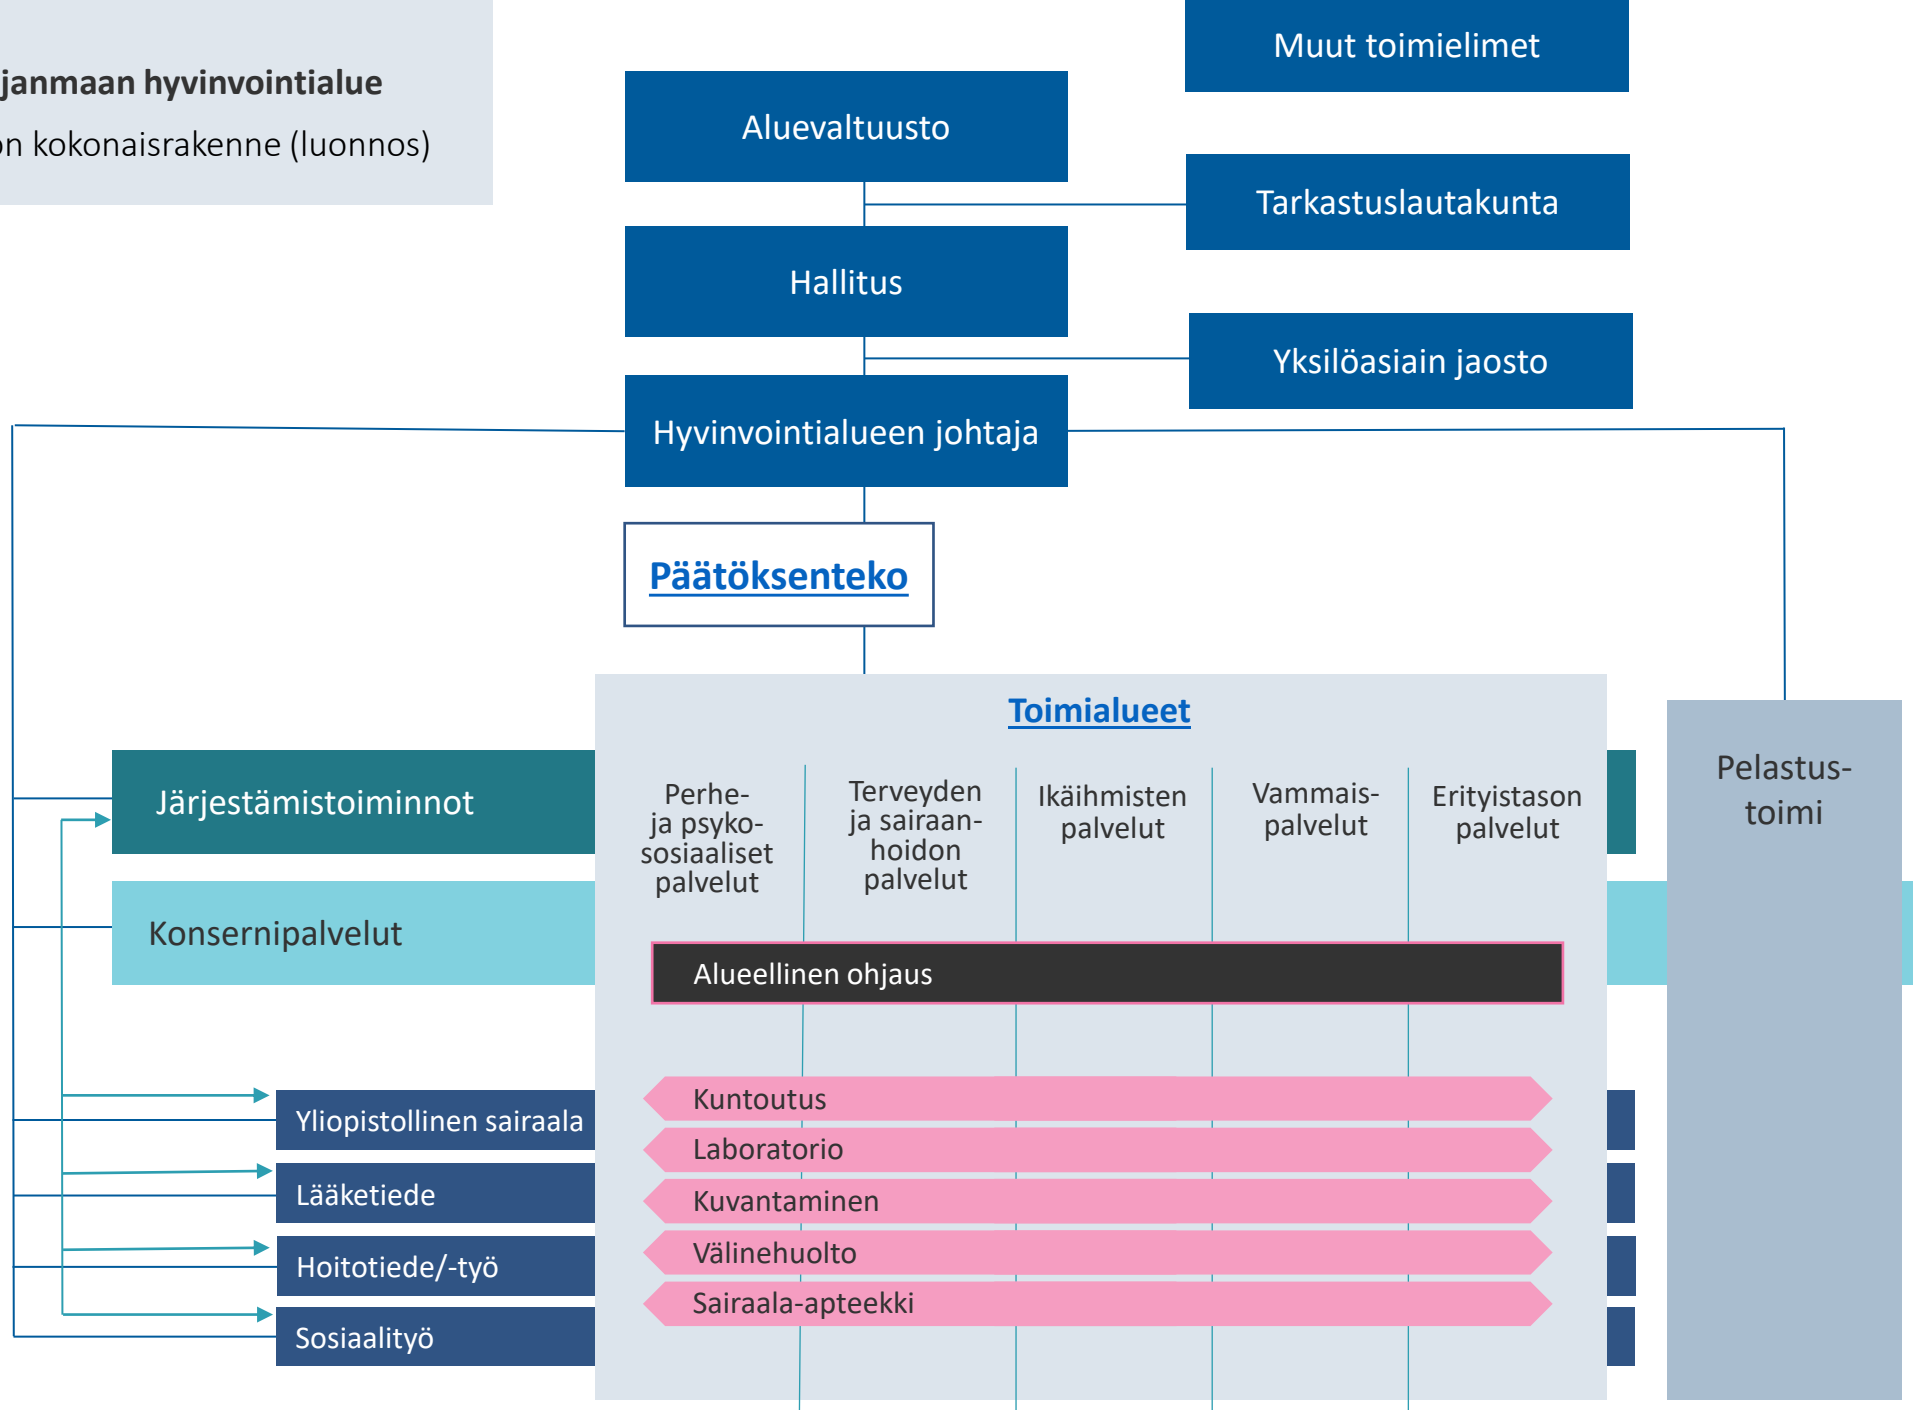 janmaan hyvinvointialue
on kokonaisrakenne (luonnos)
Muut toimielimet
Aluevaltuusto
Tarkastuslautakunta
Hallitus
Yksilöasiain jaosto
Hyvinvointialueen johtaja
Päätöksenteko
Toimialueet
Järjestämistoiminnot
Perhe-
ja psyko-
sosiaaliset
palvelut
Terveyden
ja sairaan-
hoidon
palvelut
Ikäihmisten
palvelut
Vammais-
palvelut
Erityistason
palvelut
Pelastus-
toimi
Konsernipalvelut
Alueellinen ohjaus
Yliopistollinen sairaala
Lääketiede
Hoitotiede/-työ
Sosiaalityö
Kuntoutus
Laboratorio
Kuvantaminen
Välinehuolto
Sairaala-apteekki